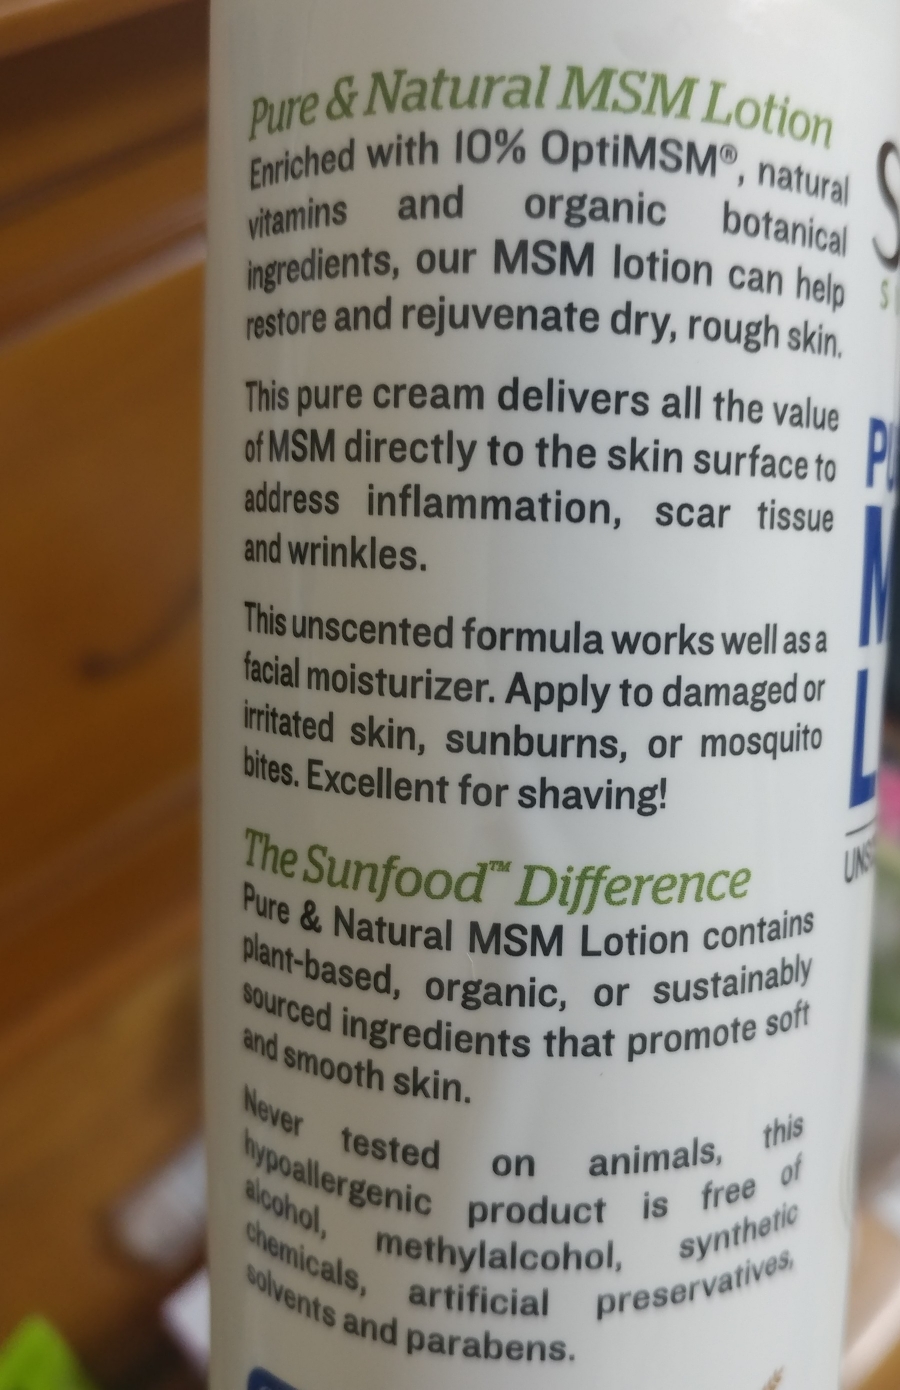 Pure & Natural MSM Lotion
Enriched with 10% OptiMSM®, natural
vitamins and organic botanical
ingredients, our MSM lotion can help
restore and rejuvenate dry, rough skin.
This pure cream delivers all the value
of MSM directly to the skin surface to
address inflammation, scar tissue
and wrinkles.
This unscented formula works well as a
facial moisturizer. Apply to damaged or
irritated skin, sunburns, or mosquito
bites. Excellent for shaving!
The Sunfood™ Difference
Pure & Natural MSM Lotion contains
plant-based, organic, or sustainably
sourced ingredients that promote soft
and smooth skin.
Never tested on animals, this
hypoallergenic product is free of
alcohol, methylalcohol, synthetic
chemicals, artificial preservatives,
solvents and parabens.